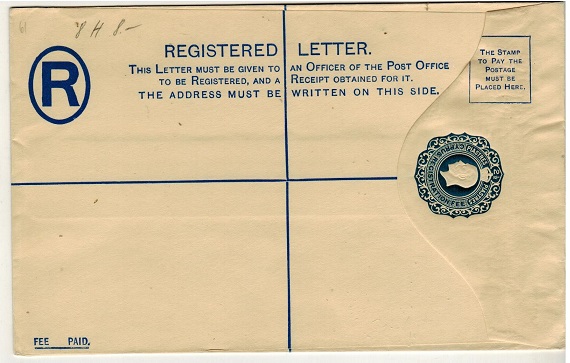 REGISTERED LETTER.
THIS LETTER MUST BE GIVEN TO AN OFFICER OF THE POST OFFICE
TO BE REGISTERED, AND A RECEIPT OBTAINED FOR IT.
THE ADDRESS MUST BE WRITTEN ON THIS SIDE.
R
THE STAMP
TO PAY THE
POSTAGE
MUST BE
PLACED HERE.
REGISTRATION FEE
FEE PAID.